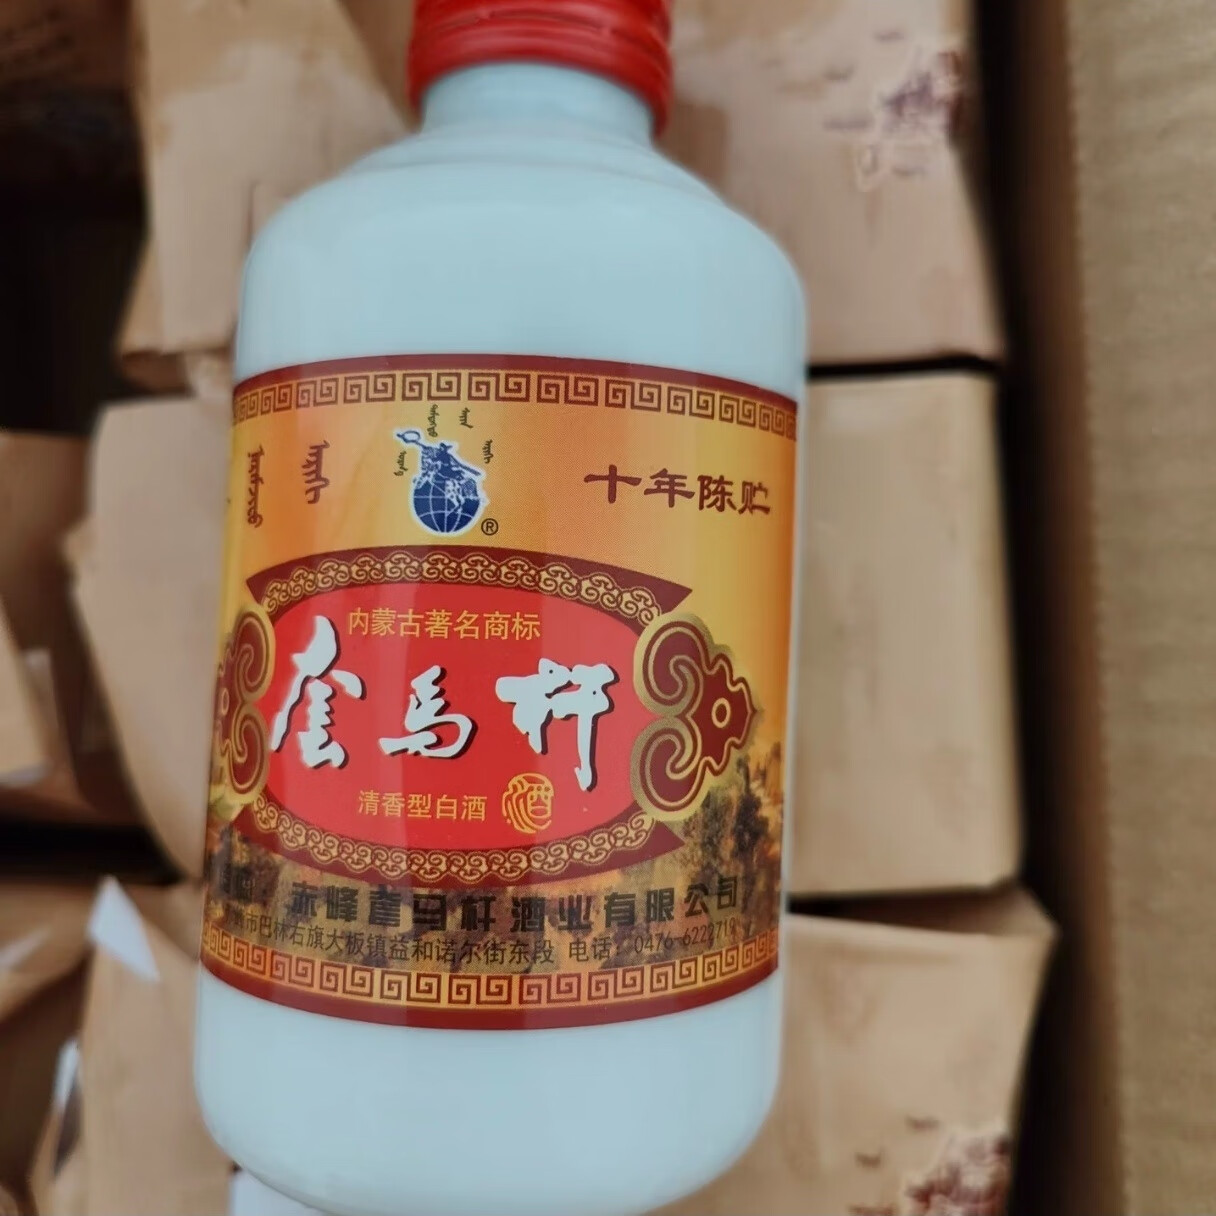 十年陈贮
®
内蒙古著名商标
套马杆
清香型白酒
酒
赤峰套马杆酒业有限公司
市巴林右旗大板镇益和诺尔街东段 电话：0476-6222719